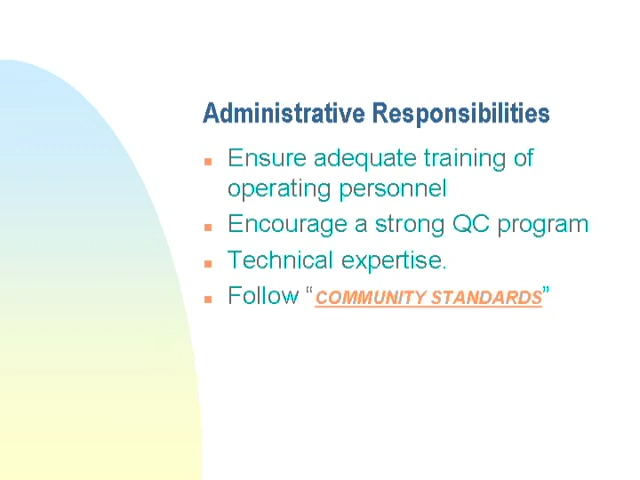 Administrative Responsibilities
Ensure adequate training of
operating personnel
Encourage a strong QC program
Technical expertise.
Follow “COMMUNITY STANDARDS”